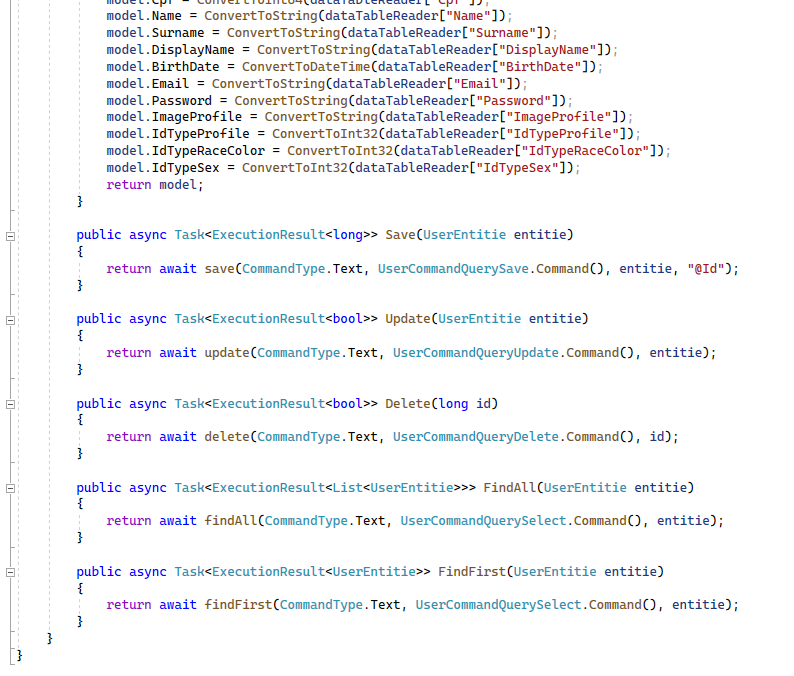 model.Cpf = ConvertToInt64(dataTableReader["Cpf"]);
model.Name = ConvertToString(dataTableReader["Name"]);
model.Surname = ConvertToString(dataTableReader["Surname"]);
model.DisplayName = ConvertToString(dataTableReader["DisplayName"]);
model.BirthDate = ConvertToDateTime(dataTableReader["BirthDate"]);
model.Email = ConvertToString(dataTableReader["Email"]);
model.Password = ConvertToString(dataTableReader["Password"]);
model.ImageProfile = ConvertToString(dataTableReader["ImageProfile"]);
model.IdTypeProfile = ConvertToInt32(dataTableReader["IdTypeProfile"]);
model.IdTypeRaceColor = ConvertToInt32(dataTableReader["IdTypeRaceColor"]);
model.IdTypeSex = ConvertToInt32(dataTableReader["IdTypeSex"]);
return model;
}
public async Task<ExecutionResult<long>> Save(UserEntitie entitie)
{
return await save(CommandType.Text, UserCommandQuerySave.Command(), entitie, "@Id");
}
public async Task<ExecutionResult<bool>> Update(UserEntitie entitie)
{
return await update(CommandType.Text, UserCommandQueryUpdate.Command(), entitie);
}
public async Task<ExecutionResult<bool>> Delete(long id)
{
return await delete(CommandType.Text, UserCommandQueryDelete.Command(), id);
}
public async Task<ExecutionResult<List<UserEntitie>>> FindAll(UserEntitie entitie)
{
return await findAll(CommandType.Text, UserCommandQuerySelect.Command(), entitie);
}
public async Task<ExecutionResult<UserEntitie>> FindFirst(UserEntitie entitie)
{
return await findFirst(CommandType.Text, UserCommandQuerySelect.Command(), entitie);
}
}
}